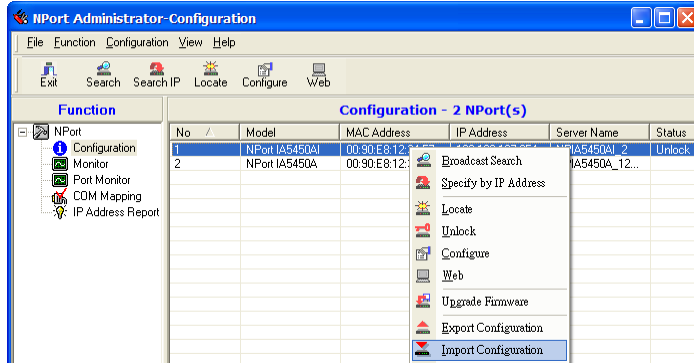 NPort Administrator-Configuration
File Function Configuration View Help
Exit Search Search IP Locate Configure Web
Function
Configuration - 2 NPort(s)
NPort
Configuration
Monitor
Port Monitor
COM Mapping
IP Address Report
No Model MAC Address IP Address Server Name Status
1 NPort IA5450AI Unlock
2 NPort IA5450A
Broadcast Search
Specify by IP Address
Locate
Unlock
Configure
Web
Upgrade Firmware
Export Configuration
Import Configuration